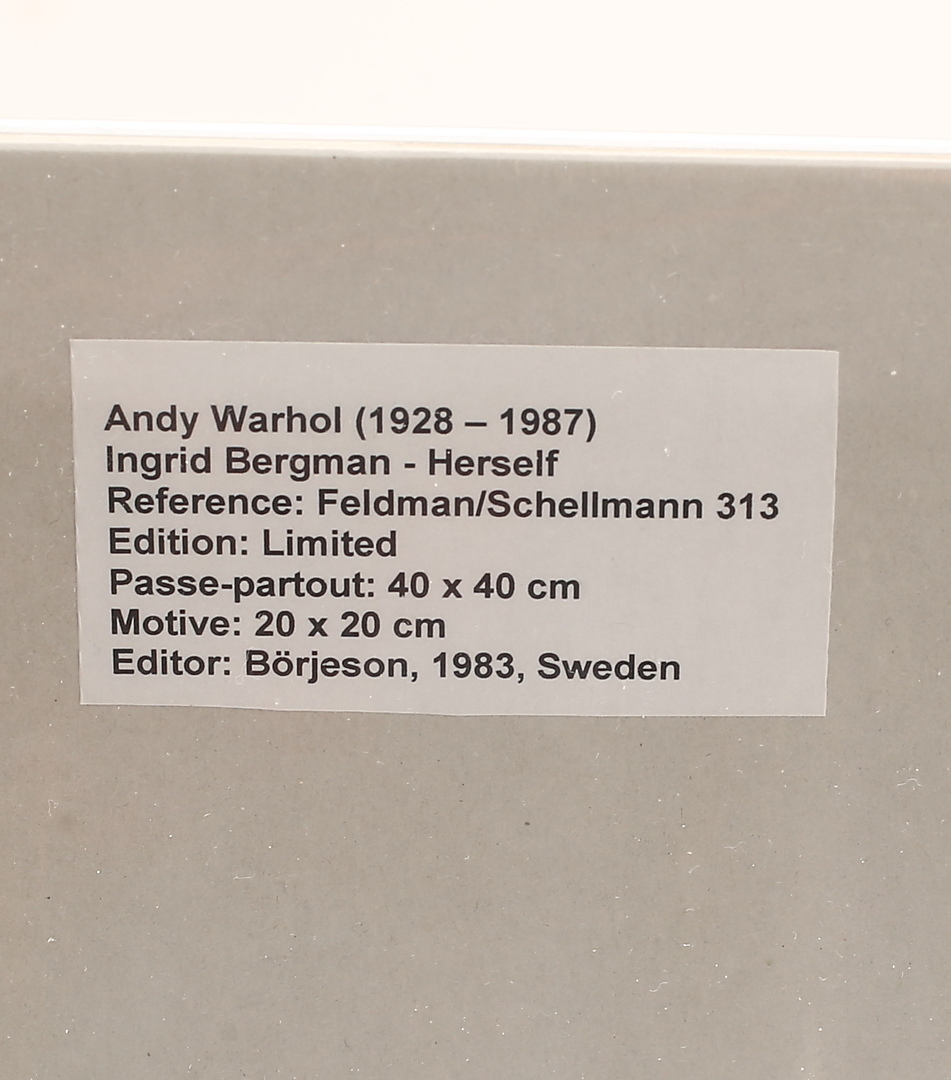 Andy Warhol (1928 – 1987)
Ingrid Bergman - Herself
Reference: Feldman/Schellmann 313
Edition: Limited
Passe-partout: 40 x 40 cm
Motive: 20 x 20 cm
Editor: Börjeson, 1983, Sweden